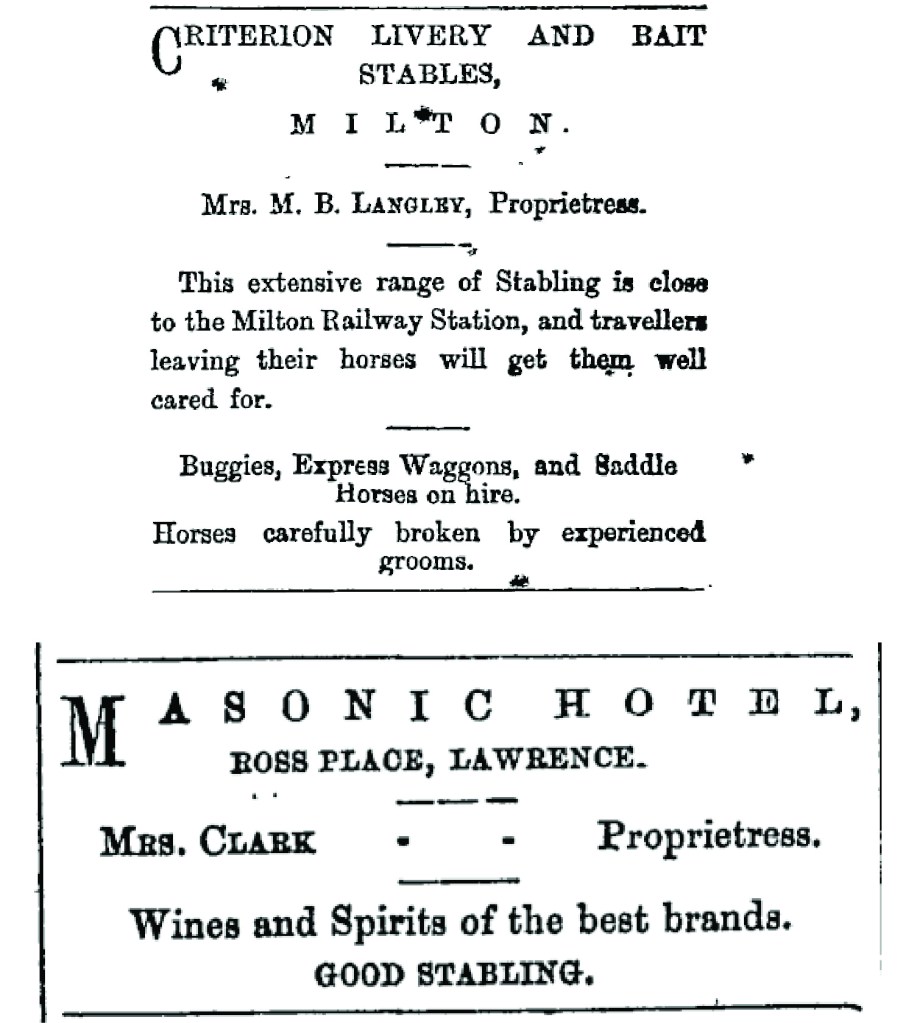 CRITERION LIVERY AND BAIT
STABLES,
MILTON.
Mrs. M. B. LANGLEY, Proprietress.
This extensive range of Stabling is close
to the Milton Railway Station, and travellers
leaving their horses will get them well
cared for.
Buggies, Express Waggons, and Saddle
Horses on hire.
Horses carefully broken by experienced
grooms.
MASONIC HOTEL,
ROSS PLACE, LAWRENCE.
MRS. CLARK - - Proprietress.
Wines and Spirits of the best brands.
GOOD STABLING.